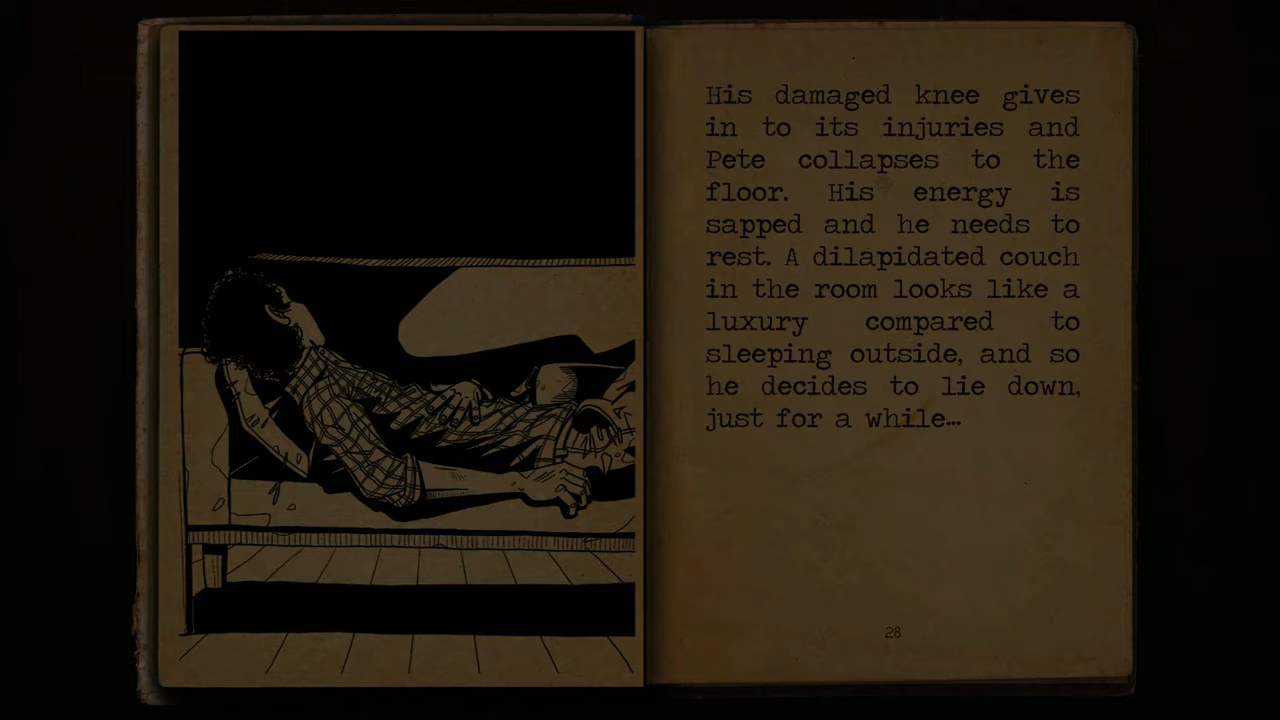 His damaged knee gives
in to its injuries and
Pete collapses to the
floor. His energy is
sapped and he needs to
rest. A dilapidated couch
in the room looks like a
luxury compared to
sleeping outside, and so
he decides to lie down,
just for a while…
28